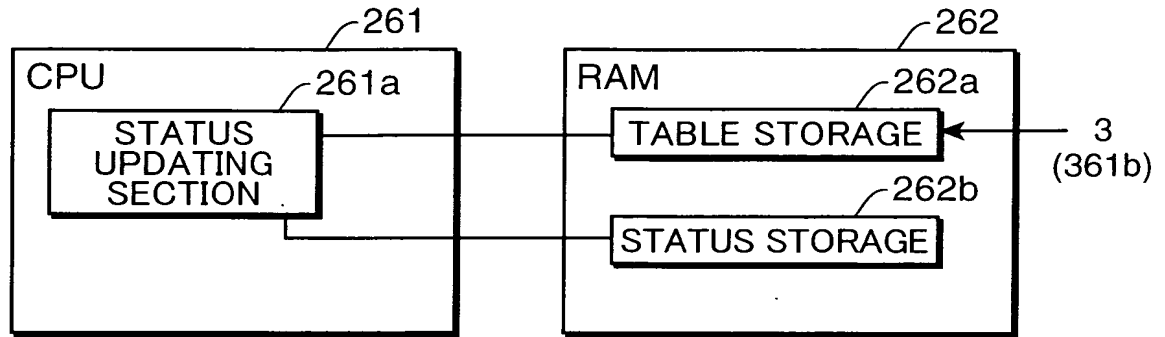 261
262
CPU
261a
RAM
262a
STATUS
UPDATING
SECTION
TABLE STORAGE
3
(361b)
262b
STATUS STORAGE